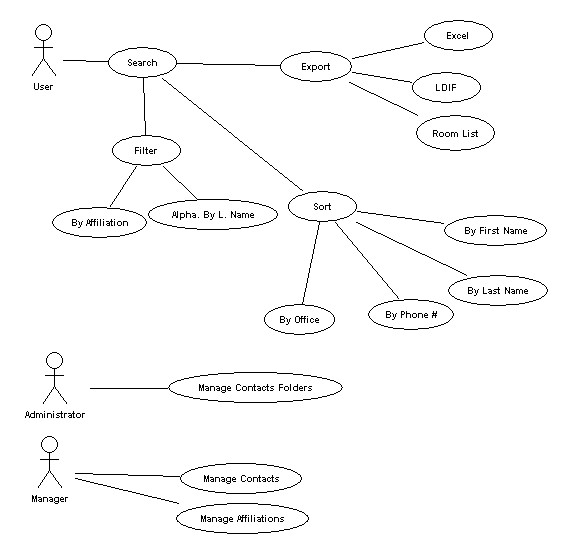 Excel
Search
Export
User
LDIF
Room List
Filter
Alpha. By L. Name
Sort
By Affiliation
By First Name
By Last Name
By Office
By Phone #
Manage Contacts Folders
Administrator
Manage Contacts
Manager
Manage Affiliations